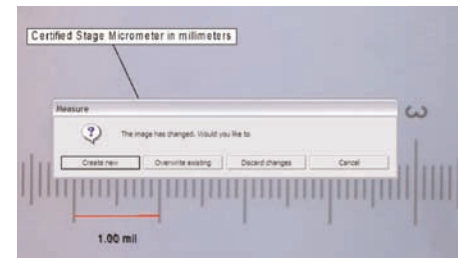 Certified Stage Micrometer in millimeters
Measure
The image has changed. Would you like to
Create new
Overwrite existing
Discard changes
Cancel
3
1.00 mil